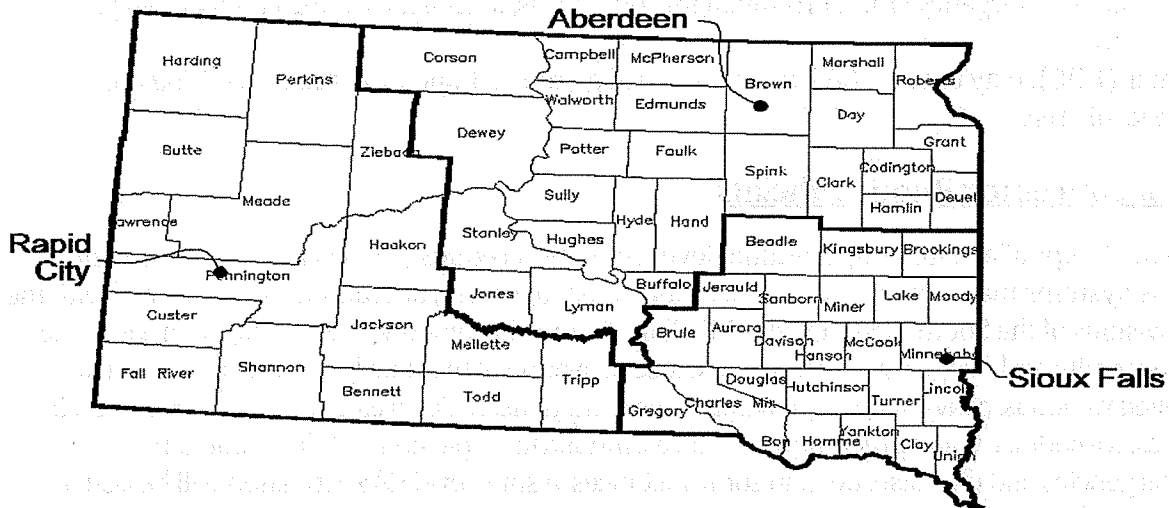 Aberdeen
Harding
Perkins
Corson
Campbell
McPherson
Brown
Marshall
Roberts
Walworth
Edmunds
Day
Butte
Ziebach
Dewey
Potter
Faulk
Spink
Grant
Clark
Codington
Hamlin
Deuel
Meade
Sully
Hyde
Hand
awrence
Stanley
Hughes
Beadle
Kingsbury
Brookings
Rapid
City
Pennington
Haakon
Jones
Lyman
Buffalo
Jerauld
Sanborn
Miner
Lake
Moody
Custer
Jackson
Mellette
Brule
Aurora
Davison
Hanson
McCook
Minnehaha
Sioux Falls
Fall River
Shannon
Bennett
Todd
Tripp
Gregory
Charles Mix
Douglas
Hutchinson
Turner
Lincoln
Bon Homme
Yankton
Clay
Union